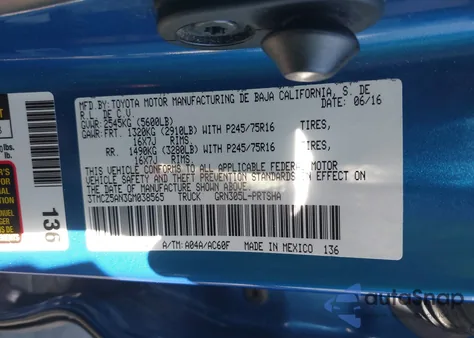 MFD.BY:TOYOTA MOTOR MANUFACTURING DE BAJA CALIFORNIA, S. DE
R. L. DE C.V. DATE: 06/16
GVWR: 2545KG (5600LB)
GAWR: FRT. 1320KG (2910LB) WITH P245/75R16 TIRES,
16X7J RIMS,
RR. 1490KG (3280LB) WITH P245/75R16 TIRES,
16X7J RIMS.
THIS VEHICLE CONFORMS TO ALL APPLICABLE FEDERAL MOTOR
VEHICLE SAFETY AND THEFT PREVENTION STANDARDS IN EFFECT ON
THE DATE OF MANUFACTURE SHOWN ABOVE.
3TMCZ5AN3GM038565 TRUCK GRN305L-PRTSHA
A/TM: A04A/AC60F MADE IN MEXICO 136
136
autoSnap